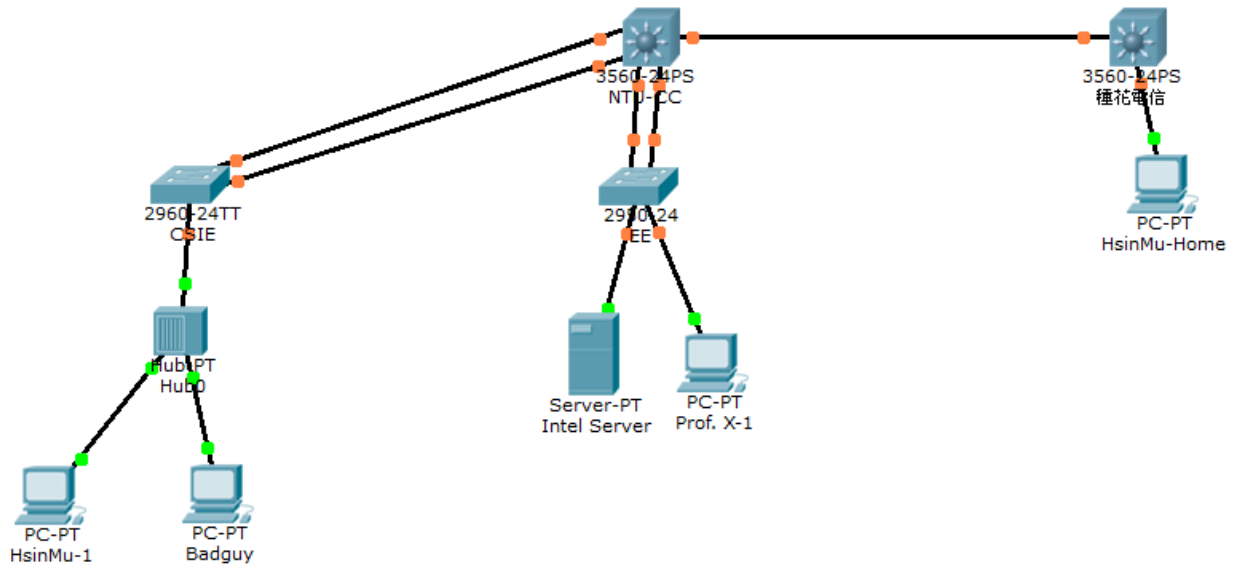 3560-24PS
NTU-CC
3560-24PS
種花電信
2960-24TT
CSIE
2950-24
EE
PC-PT
HsinMu-Home
Hub-PT
Hub0
Server-PT
Intel Server
PC-PT
Prof. X-1
PC-PT
HsinMu-1
PC-PT
Badguy